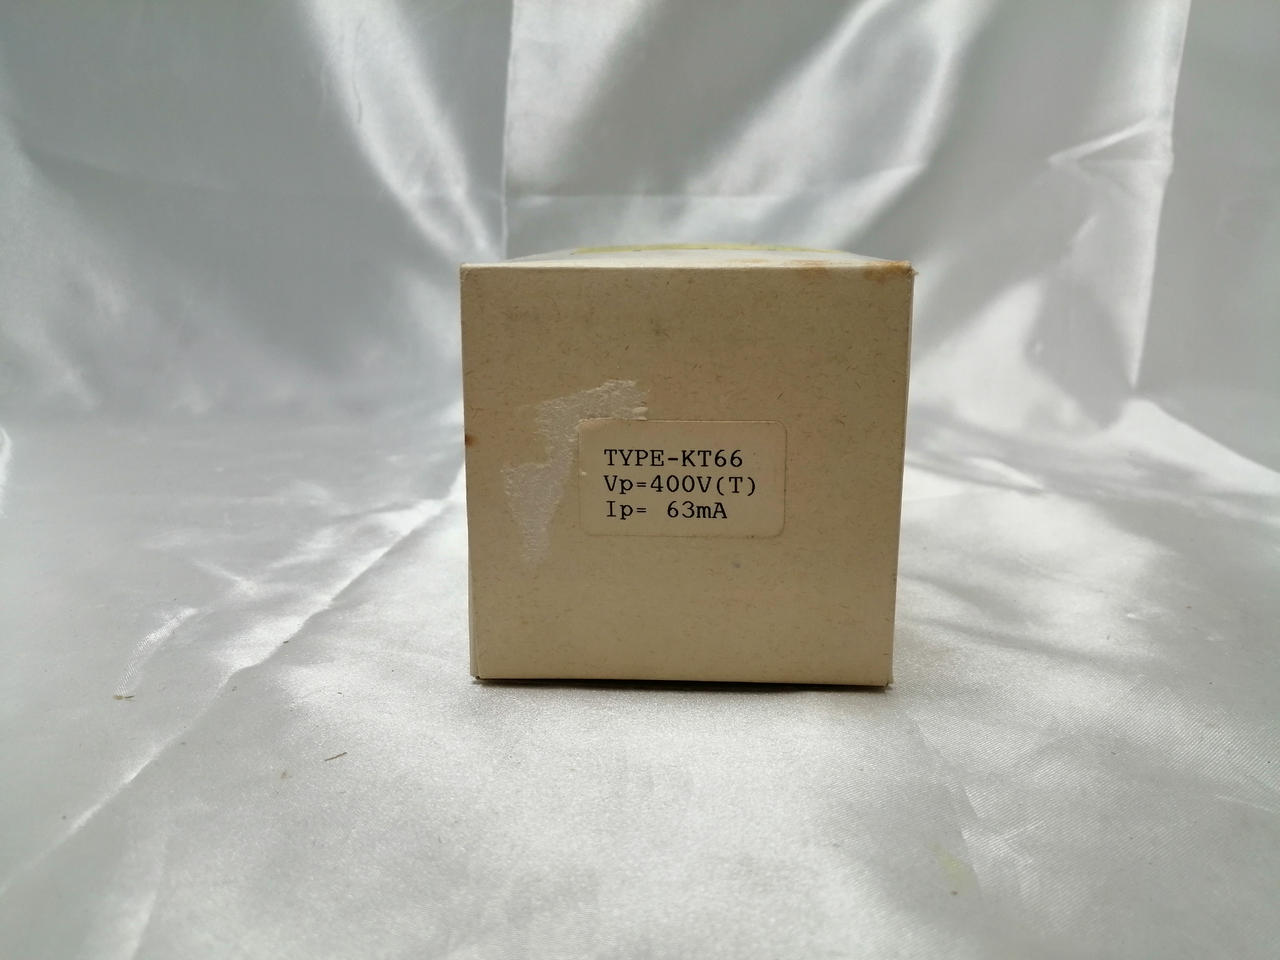 TYPE-KT66
Vp=400V(T)
Ip= 63mA